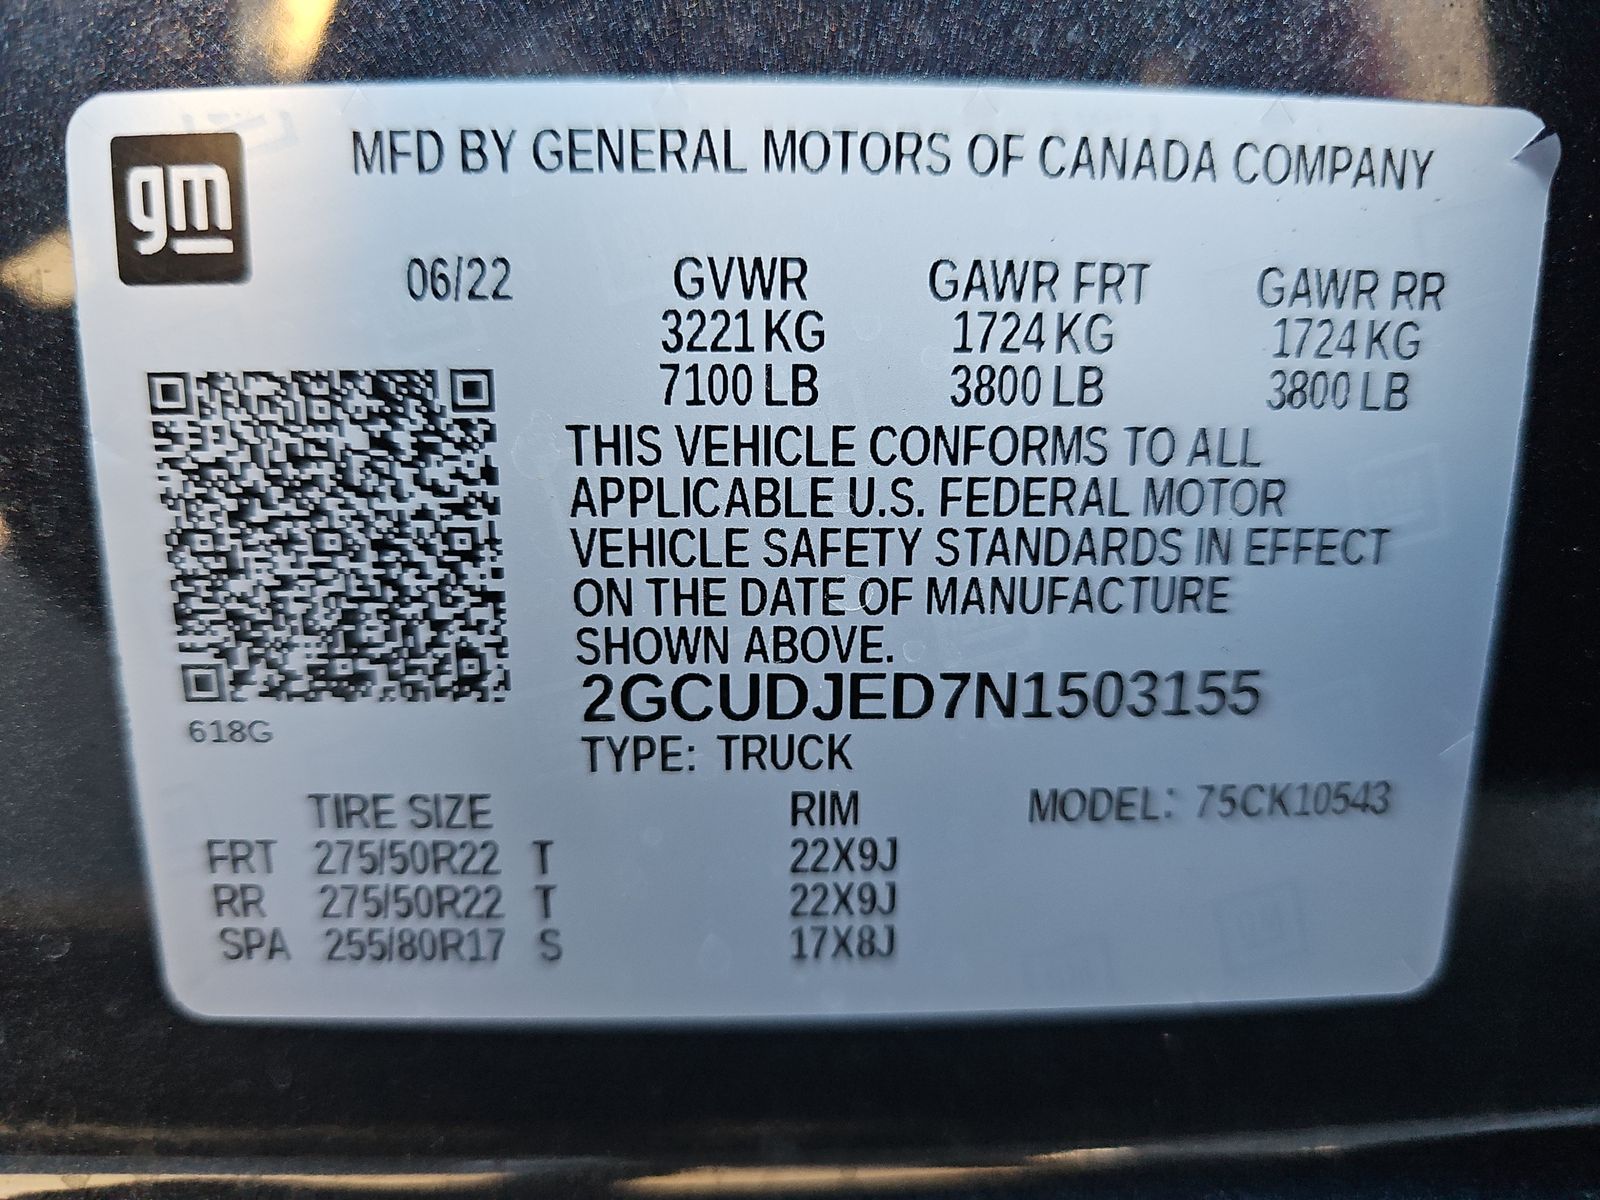 gm
MFD BY GENERAL MOTORS OF CANADA COMPANY
06/22 GVWR GAWR FRT GAWR RR
3221 KG 1724 KG 1724 KG
7100 LB 3800 LB 3800 LB
THIS VEHICLE CONFORMS TO ALL
APPLICABLE U.S. FEDERAL MOTOR
VEHICLE SAFETY STANDARDS IN EFFECT
ON THE DATE OF MANUFACTURE
SHOWN ABOVE.
2GCUDJED7N1503155
618G
TYPE: TRUCK
TIRE SIZE RIM MODEL: 75CK10543
FRT 275/50R22 T 22X9J
RR 275/50R22 T 22X9J
SPA 255/80R17 S 17X8J